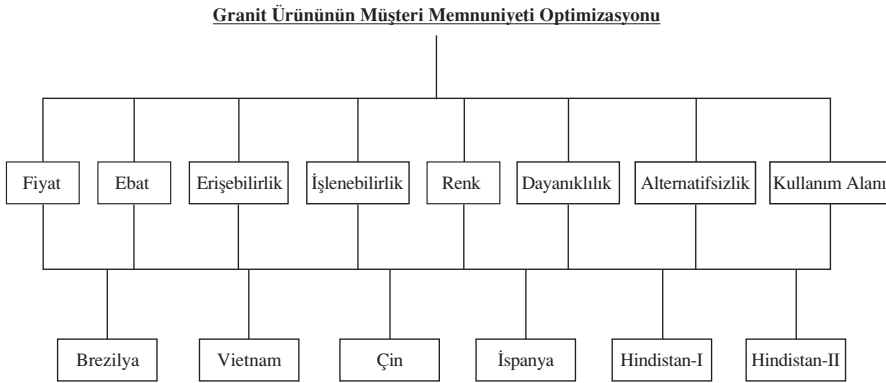 Granit Ürününün Müşteri Memnuniyeti Optimizasyonu
Fiyat
Ebat
Erişebilirlik
İşlenebilirlik
Renk
Dayanıklılık
Alternatifsizlik
Kullanım Alanı
Brezilya
Vietnam
Çin
İspanya
Hindistan-I
Hindistan-II